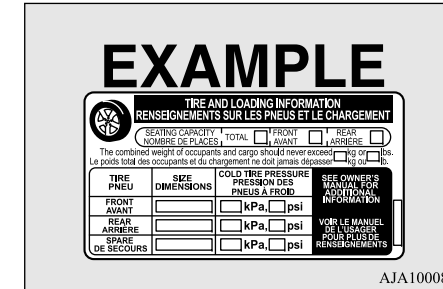 EXAMPLE
TIRE AND LOADING INFORMATION
RENSEIGNEMENTS SUR LES PNEUS ET LE CHARGEMENT
SEATING CAPACITY TOTAL FRONT REAR
NOMBRE DE PLACES AVANT ARRIÈRE
The combined weight of occupants and cargo should never exceed kg or lbs.
Le poids total des occupants et du chargement ne doit jamais dépasser kg ou lb.
TIRE SIZE COLD TIRE PRESSURE SEE OWNER'S
PNEU DIMENSIONS PRESSION DES MANUAL FOR
PNEUS À FROID ADDITIONAL
INFORMATION
FRONT kPa, psi
AVANT
REAR kPa, psi VOIR LE MANUEL
ARRIÈRE DE L'USAGER
SPARE kPa, psi POUR PLUS DE
DE SECOURS RENSEIGNEMENTS
AJA10008